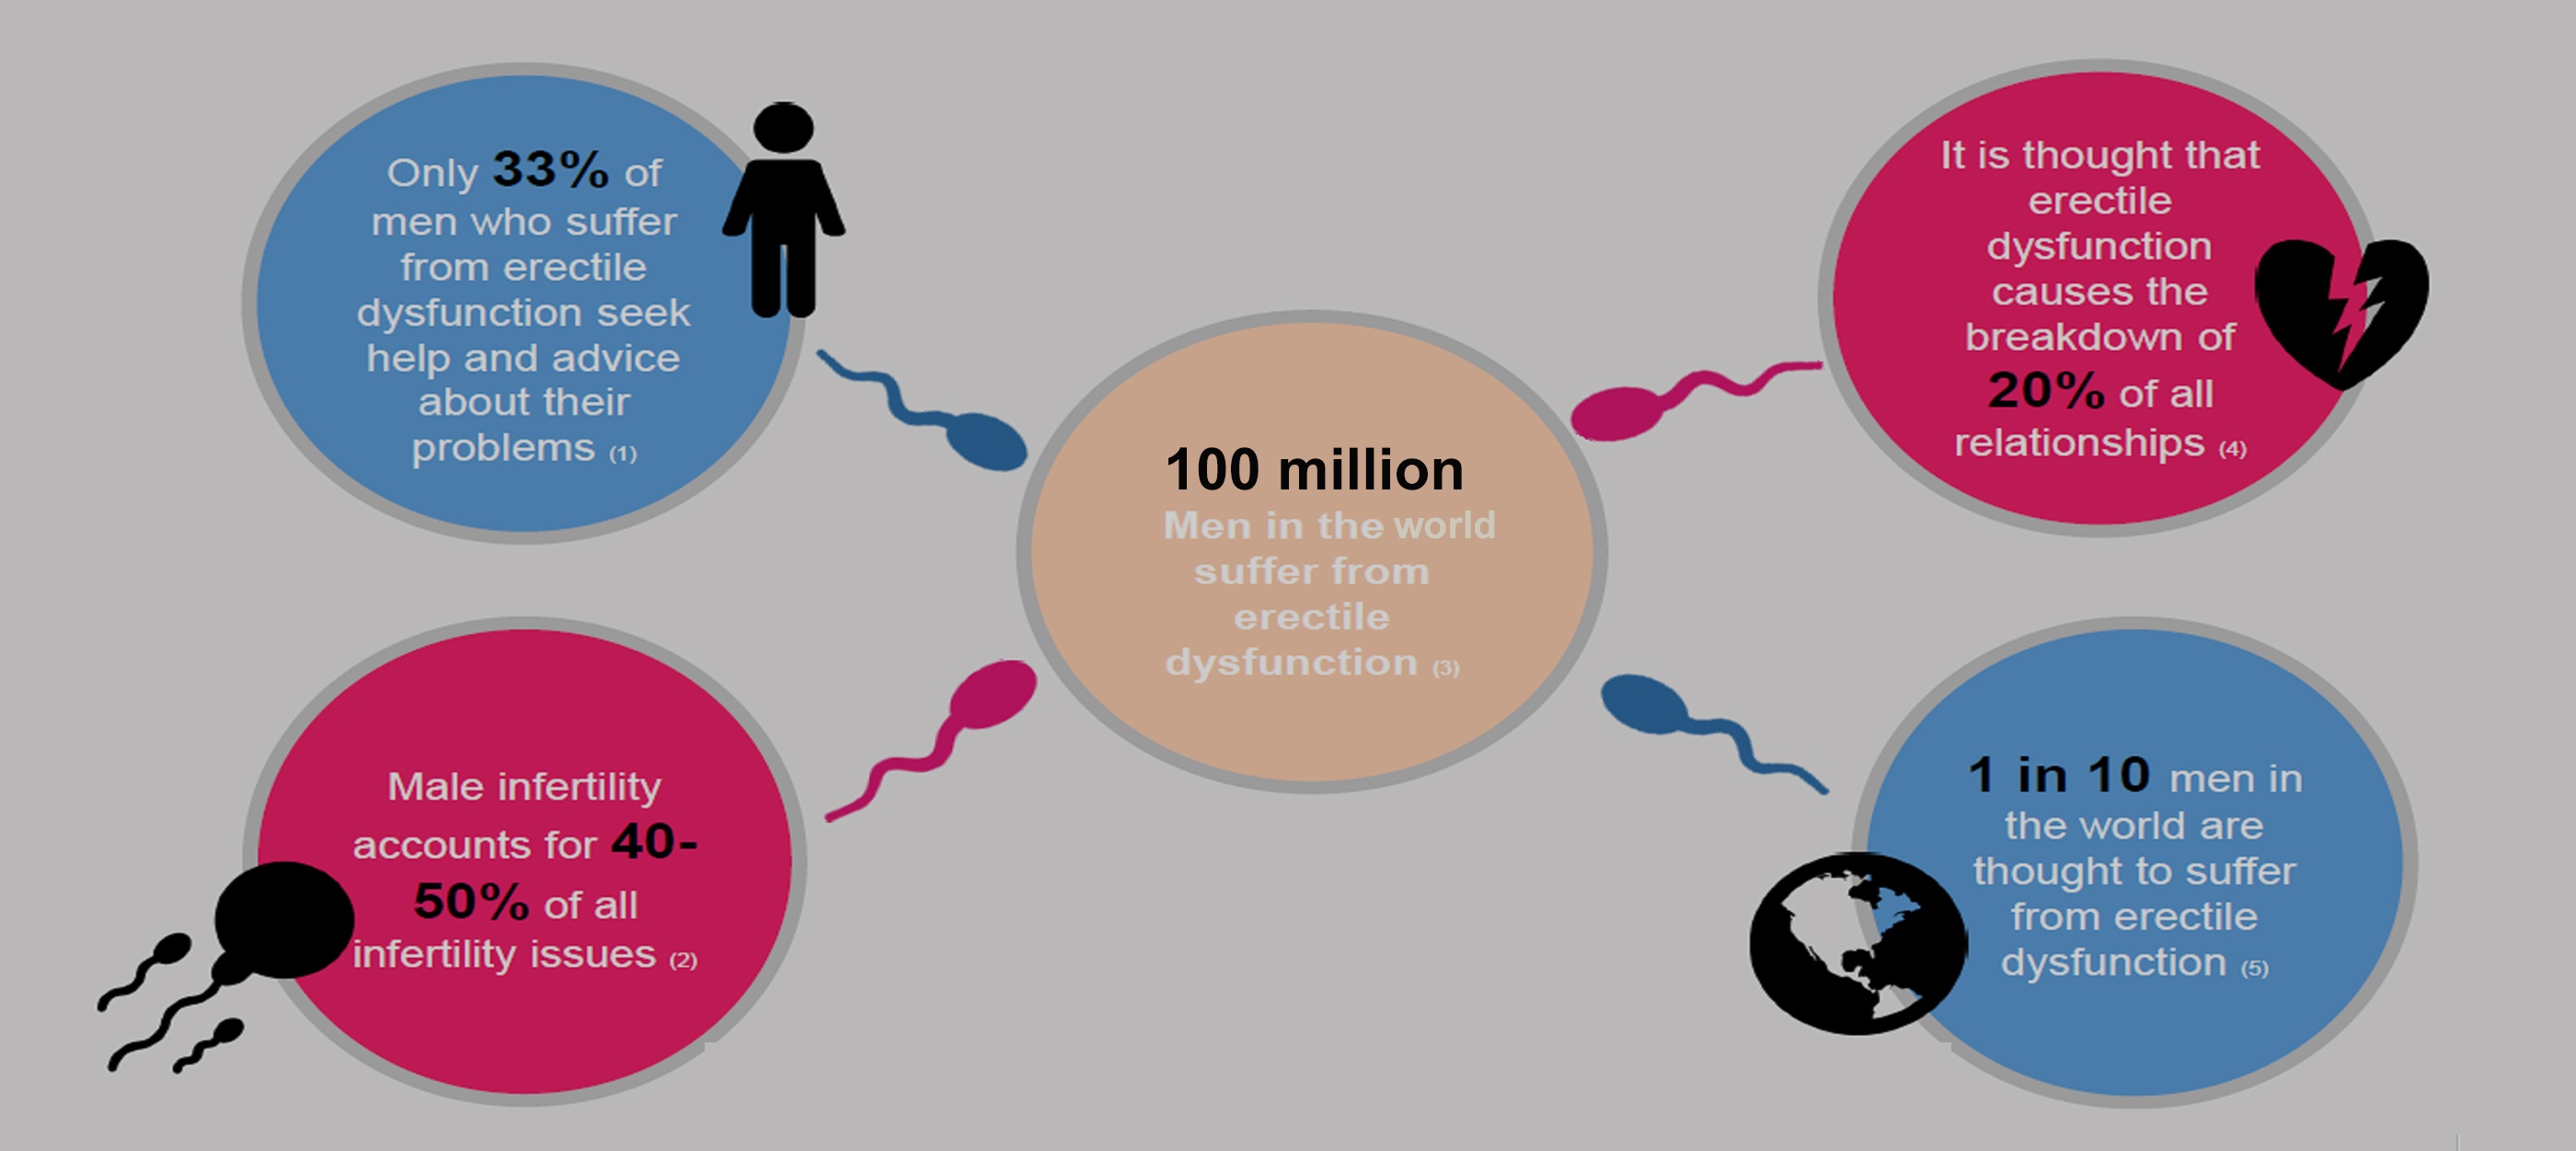 Only 33% of
men who suffer
from erectile
dysfunction seek
help and advice
about their
problems (1)
It is thought that
erectile
dysfunction
causes the
breakdown of
20% of all
relationships (4)
100 million
Men in the world
suffer from
erectile
dysfunction (3)
Male infertility
accounts for 40-
50% of all
infertility issues (2)
1 in 10 men in
the world are
thought to suffer
from erectile
dysfunction (5)